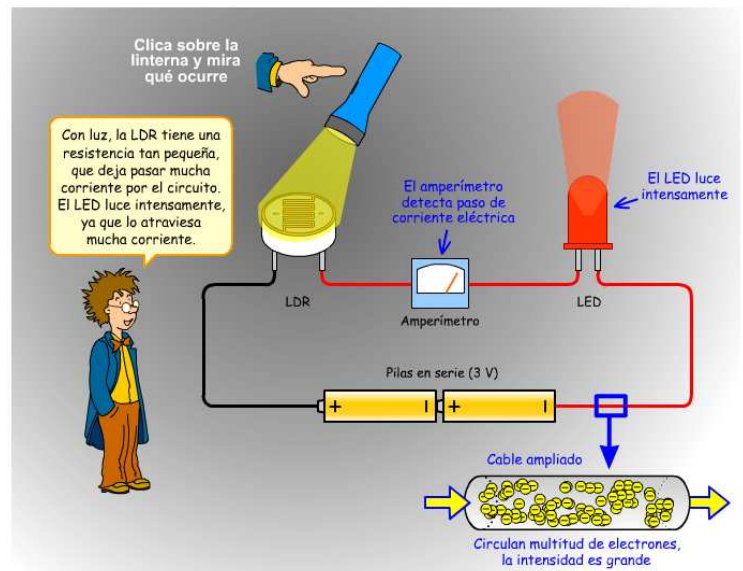 Clica sobre la
linterna y mira
qué ocurre
Con luz, la LDR tiene una
resistencia tan pequeña,
que deja pasar mucha
corriente por el circuito.
El LED luce intensamente,
ya que lo atraviesa
mucha corriente.
El amperímetro
detecta paso de
corriente eléctrica
El LED luce
intensamente
LDR
Amperímetro
LED
Pilas en serie (3 V)
+ − + −
Cable ampliado
Circulan multitud de electrones,
la intensidad es grande